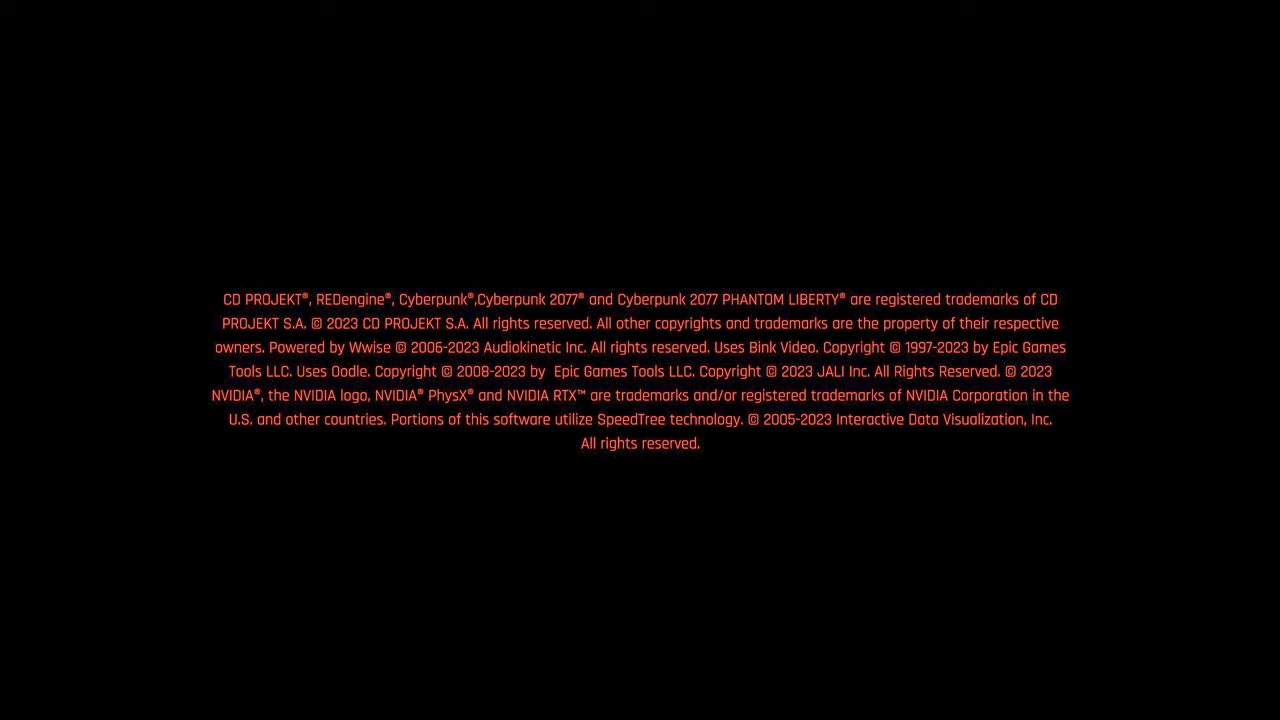 CD PROJEKT®, REDengine®, Cyberpunk®,Cyberpunk 2077® and Cyberpunk 2077 PHANTOM LIBERTY® are registered trademarks of CD
PROJEKT S.A. © 2023 CD PROJEKT S.A. All rights reserved. All other copyrights and trademarks are the property of their respective
owners. Powered by Wwise © 2006-2023 Audiokinetic Inc. All rights reserved. Uses Bink Video. Copyright © 1997-2023 by Epic Games
Tools LLC. Uses Oodle. Copyright © 2008-2023 by  Epic Games Tools LLC. Copyright © 2023 JALI Inc. All Rights Reserved. © 2023
NVIDIA®, the NVIDIA logo, NVIDIA® PhysX® and NVIDIA RTX™ are trademarks and/or registered trademarks of NVIDIA Corporation in the
U.S. and other countries. Portions of this software utilize SpeedTree technology. © 2005-2023 Interactive Data Visualization, Inc.
All rights reserved.